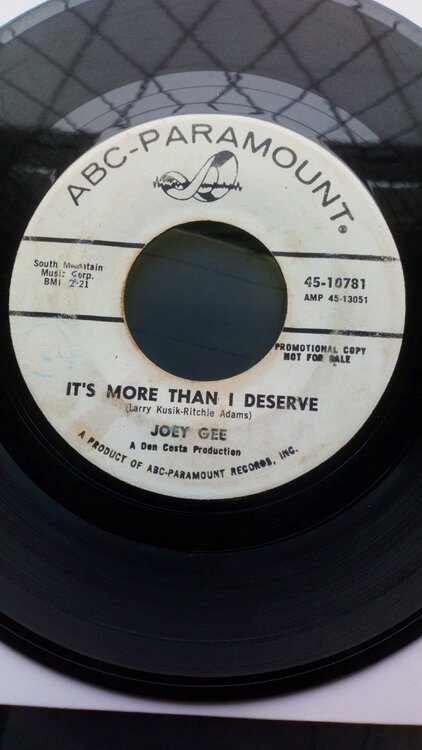 ABC-PARAMOUNT®
South Mountain
Music Corp.
BMI 2:21
45-10781
AMP 45-13051
PROMOTIONAL COPY
NOT FOR SALE
IT'S MORE THAN I DESERVE
(Larry Kusik-Ritchie Adams)
JOEY GEE
A Don Costa Production
A PRODUCT OF ABC-PARAMOUNT RECORDS, INC.